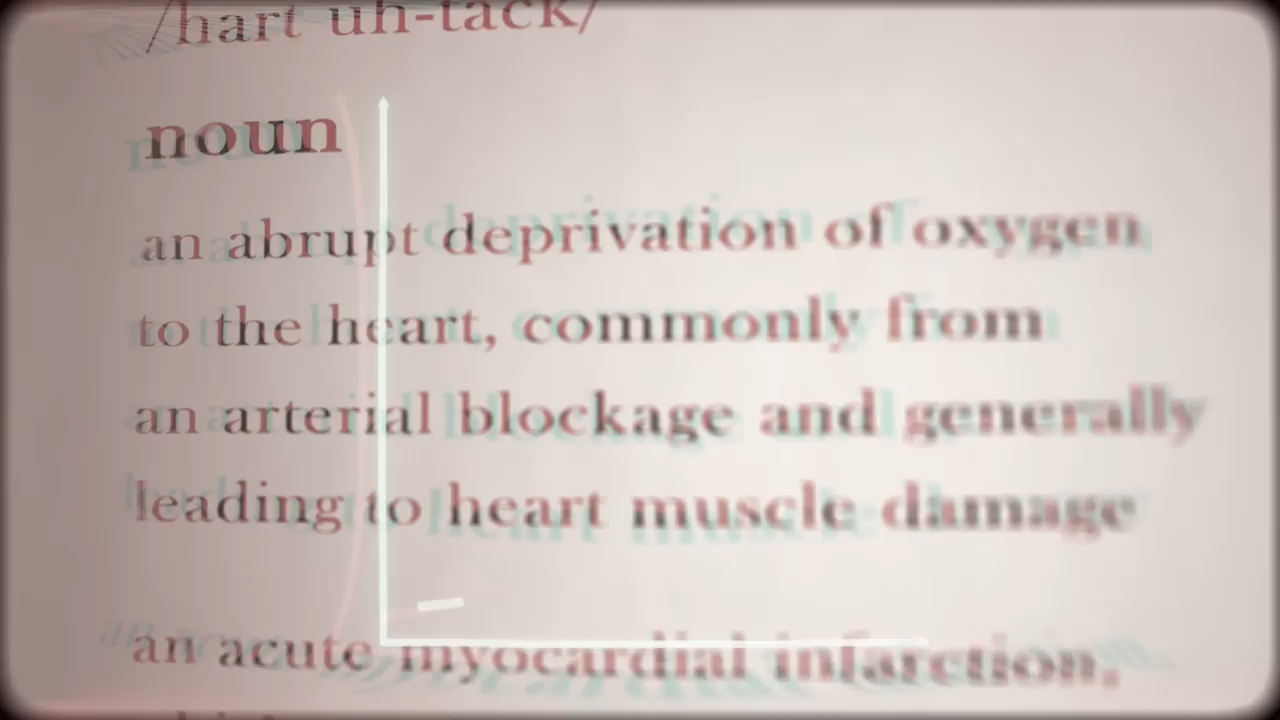 /hart uh-tack/
noun
an abrupt deprivation of oxygen
to the heart, commonly from
an arterial blockage and generally
leading to heart muscle damage
an acute myocardial infarction,